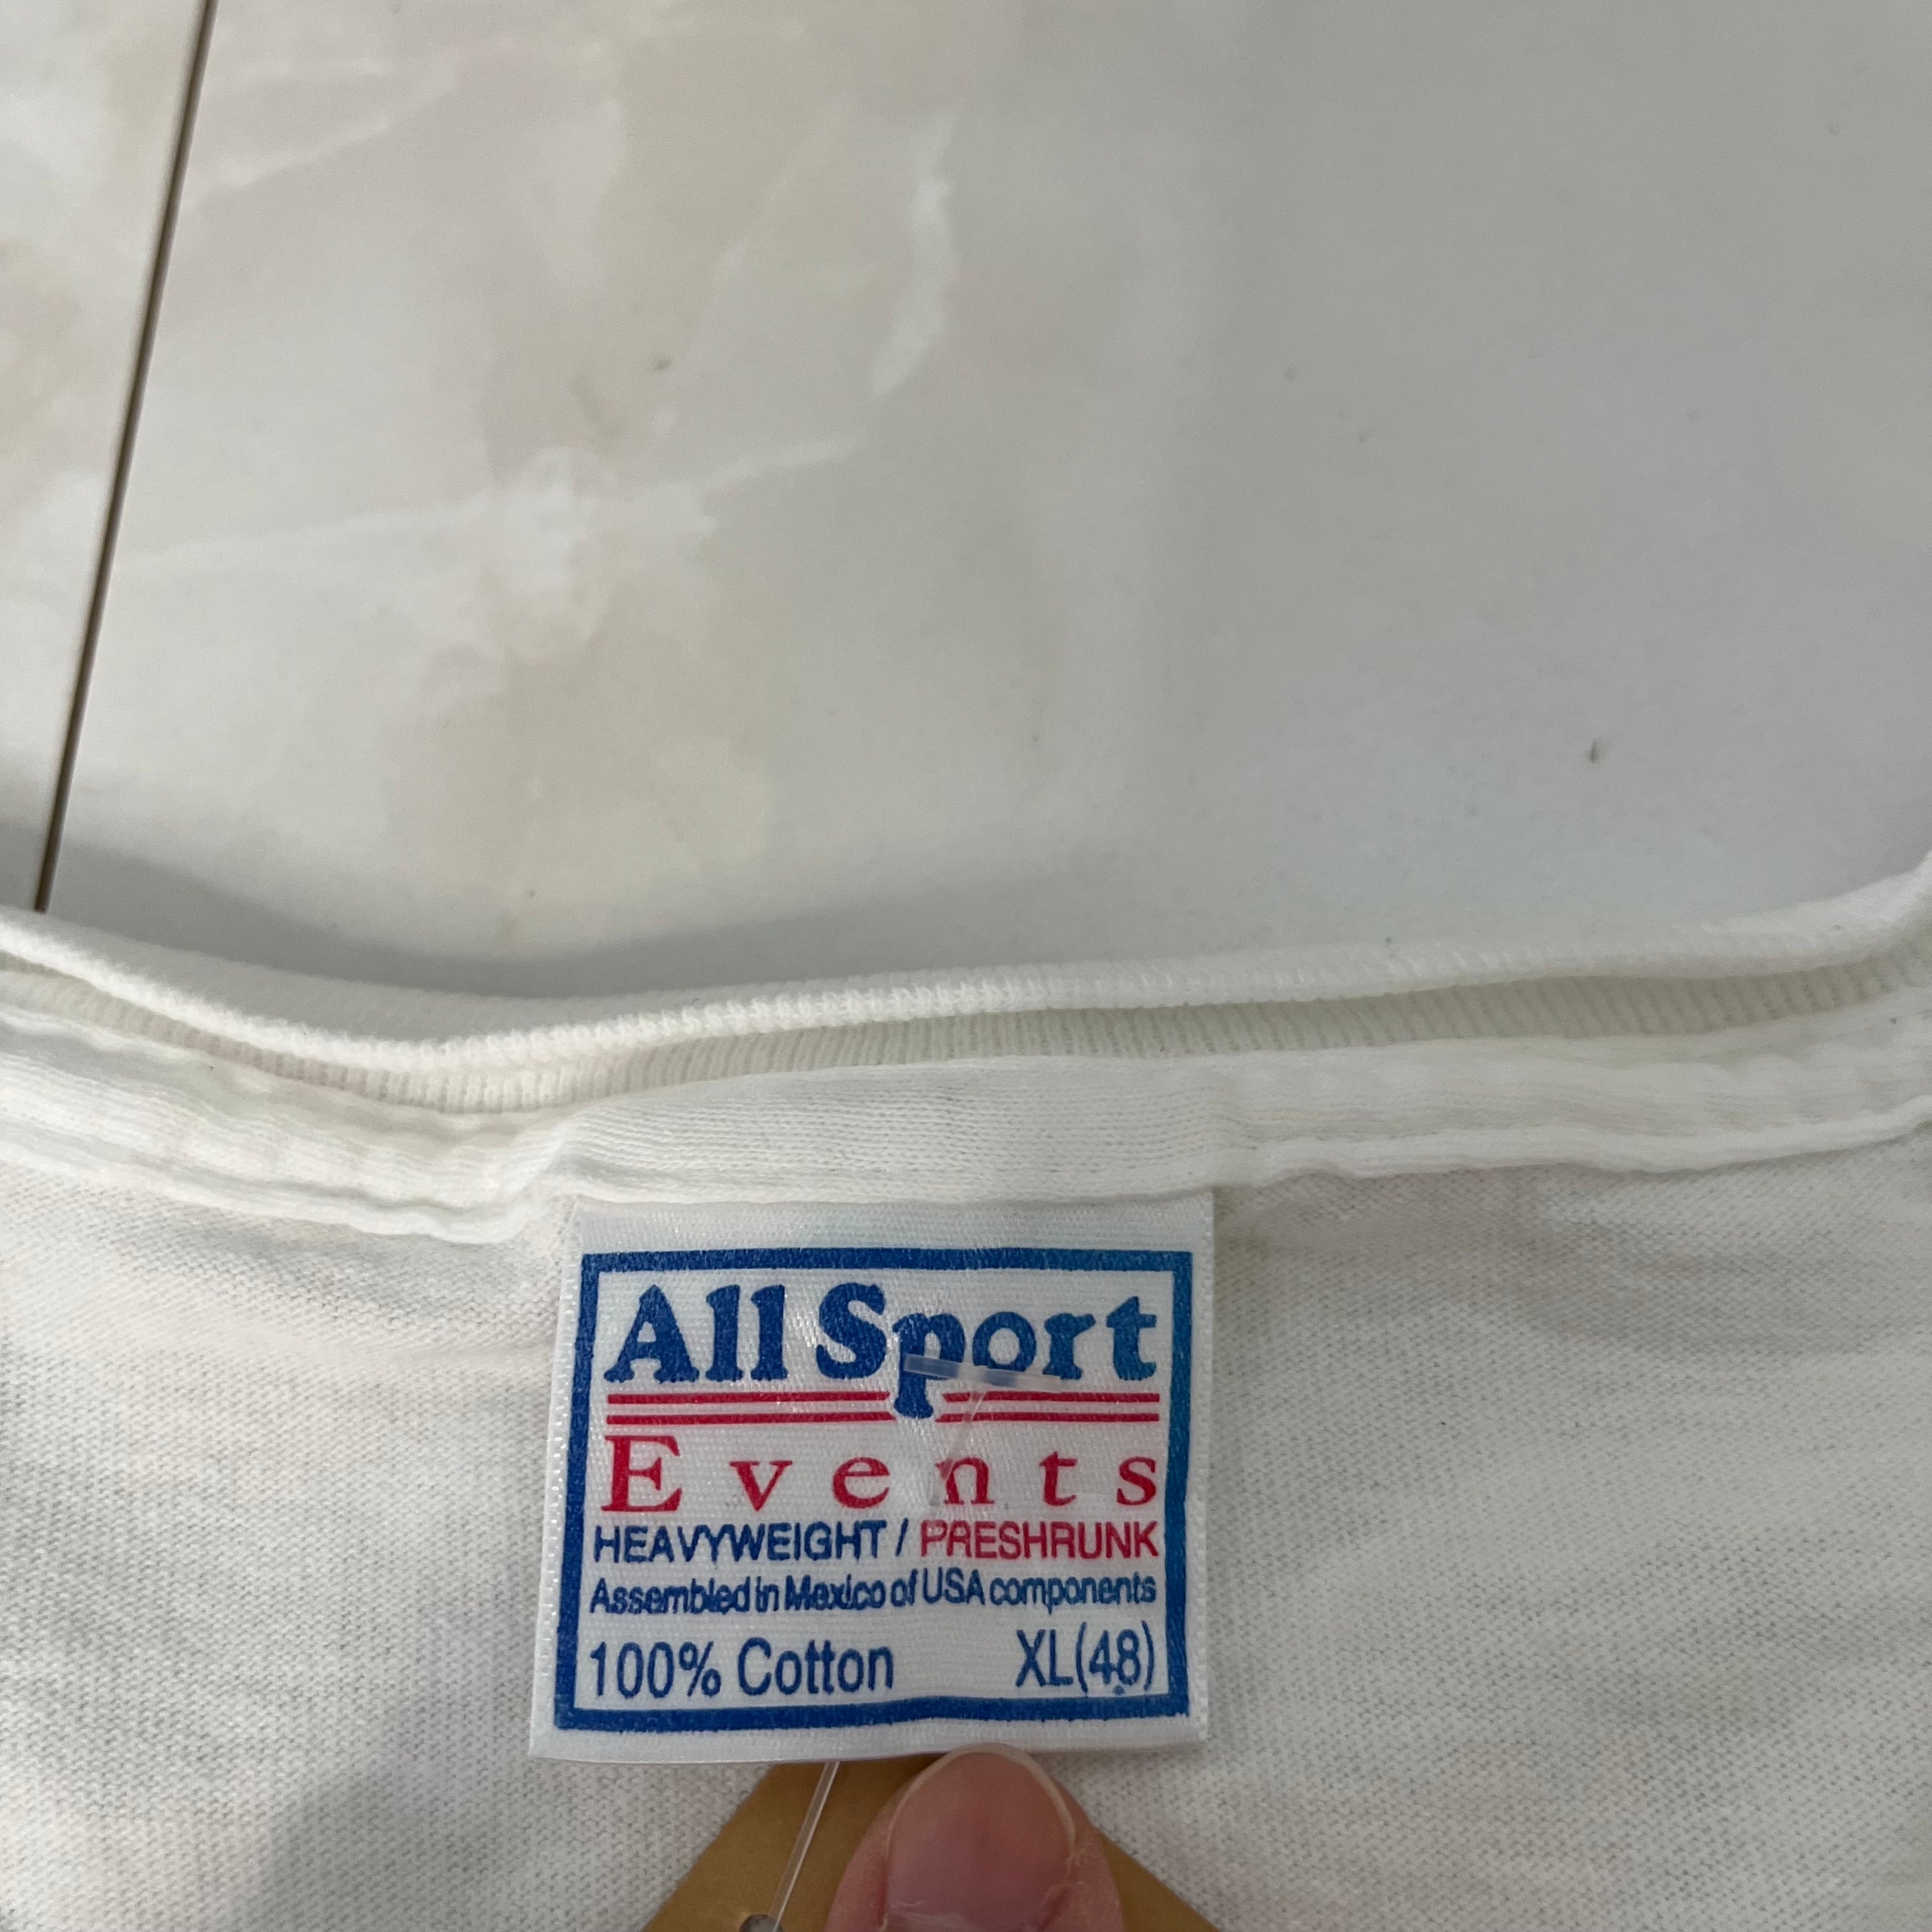 All Sport
Events
HEAVYWEIGHT / PRESHRUNK
Assembled in Mexico of USA components
100% Cotton XL(48)